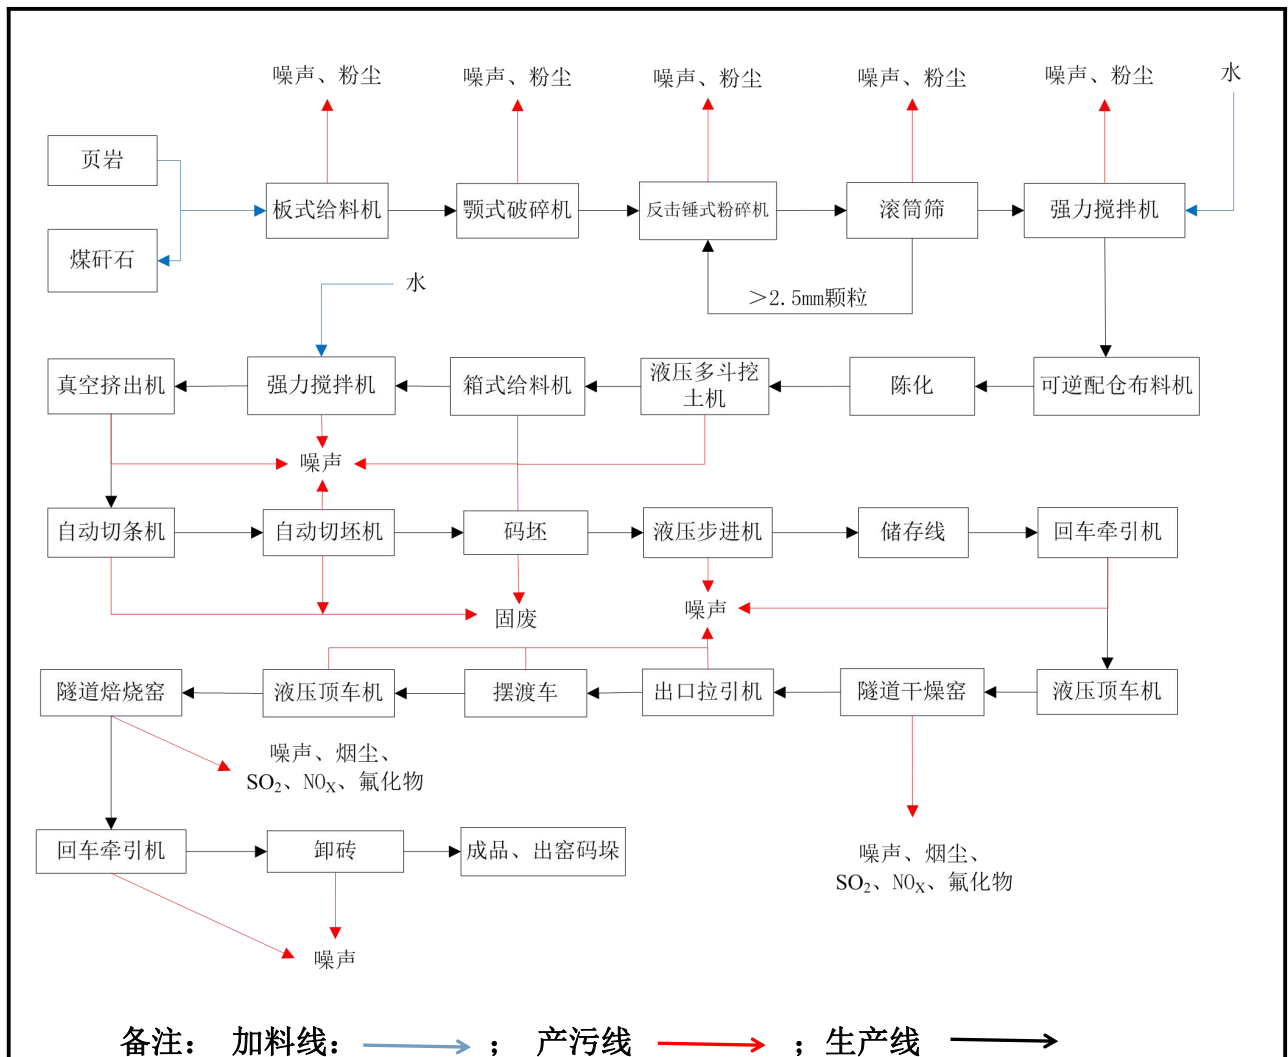 噪声、粉尘
噪声、粉尘
噪声、粉尘
噪声、粉尘
噪声、粉尘
水
页岩
板式给料机
颚式破碎机
反击锤式粉碎机
滚筒筛
强力搅拌机
煤矸石
水
＞2.5mm颗粒
真空挤出机
强力搅拌机
箱式给料机
液压多斗挖
土机
陈化
可逆配仓布料机
噪声
自动切条机
自动切坯机
码坯
液压步进机
储存线
回车牵引机
固废
噪声
隧道焙烧窑
液压顶车机
摆渡车
出口拉引机
隧道干燥窑
液压顶车机
噪声、烟尘、
SO₂、NOX、氟化物
回车牵引机
卸砖
成品、出窑码垛
噪声、烟尘、
SO₂、NOX、氟化物
噪声
备注： 加料线： ； 产污线 ；生产线